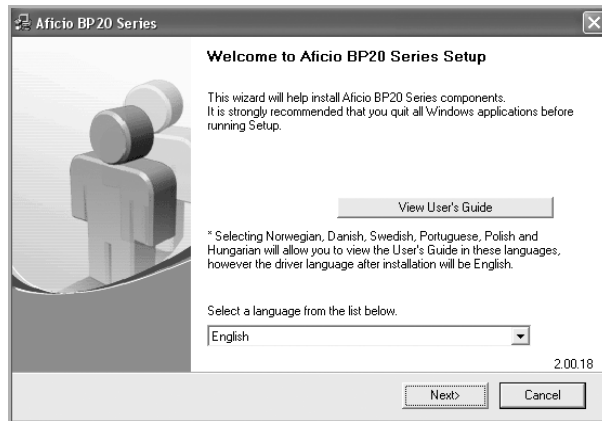 Aficio BP20 Series
Welcome to Aficio BP20 Series Setup
This wizard will help install Aficio BP20 Series components.
It is strongly recommended that you quit all Windows applications before
running Setup.
View User's Guide
* Selecting Norwegian, Danish, Swedish, Portuguese, Polish and
Hungarian will allow you to view the User's Guide in these languages,
however the driver language after installation will be English.
Select a language from the list below.
English
2.00.18
Next>
Cancel